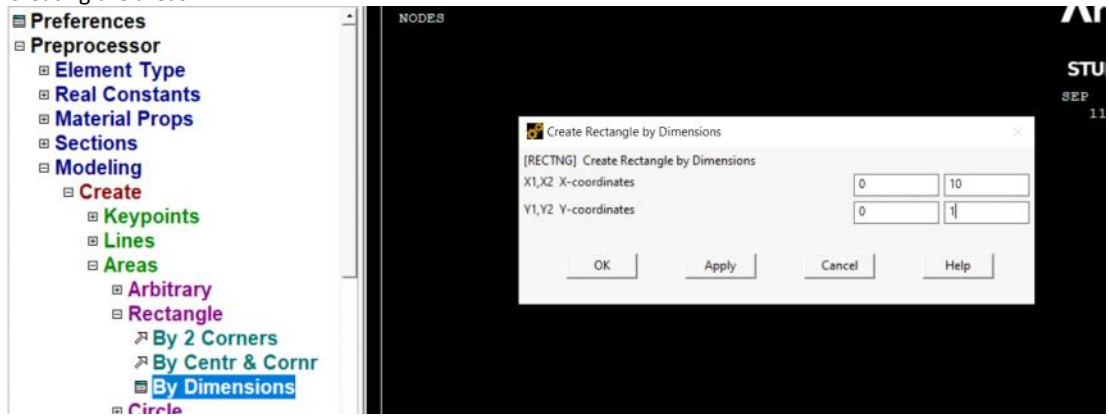 Preferences
Preprocessor
Element Type
Real Constants
Material Props
Sections
Modeling
Create
Keypoints
Lines
Areas
Arbitrary
Rectangle
By 2 Corners
By Centr & Cornr
By Dimensions
Circle
NODES
STU
SEP
11
Create Rectangle by Dimensions
[RECTNG] Create Rectangle by Dimensions
X1,X2 X-coordinates 0 10
Y1,Y2 Y-coordinates 0 1
OK Apply Cancel Help